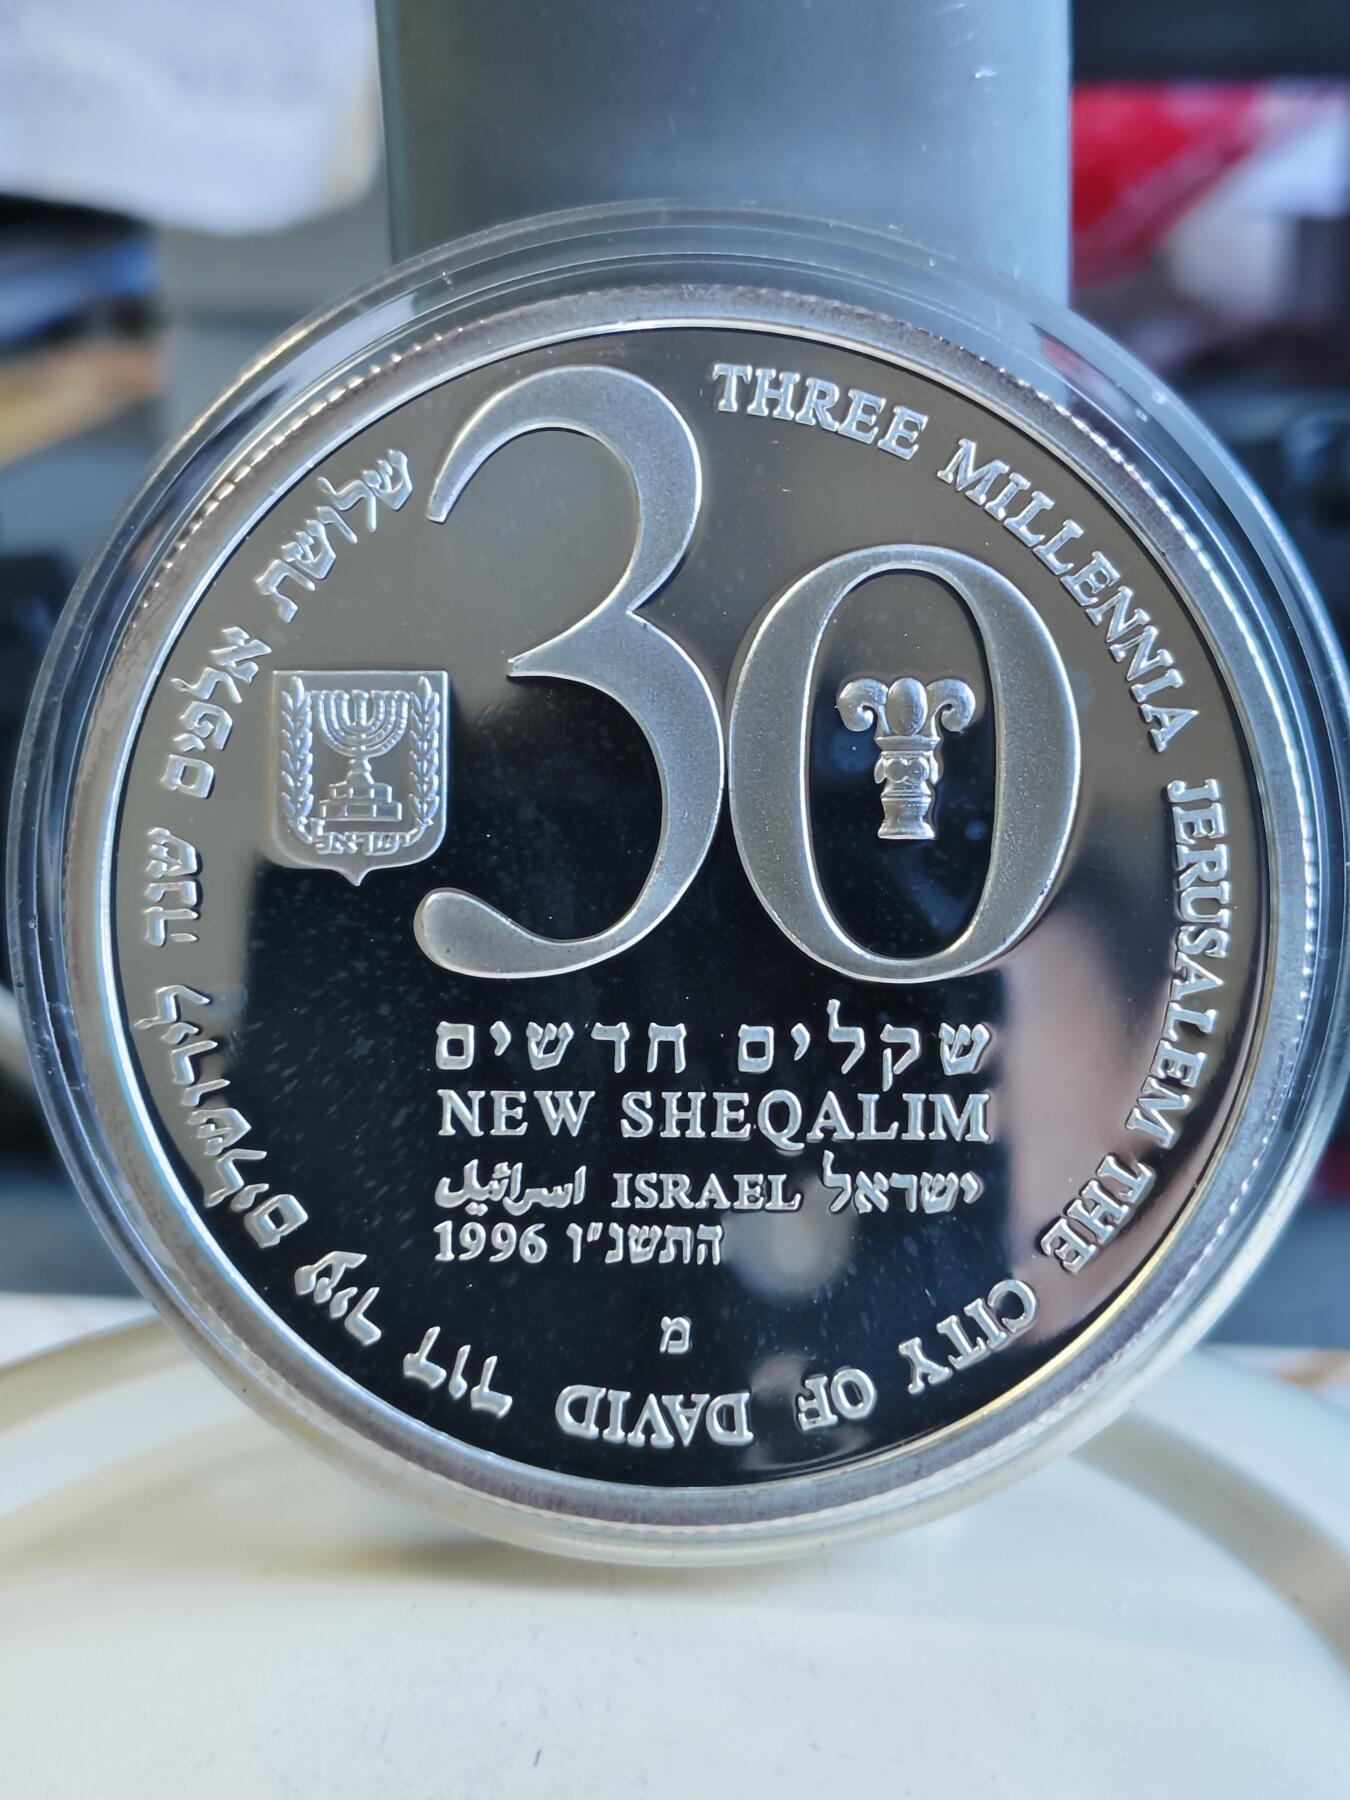 30
THREE MILLENNIA JERUSALEM THE CITY OF DAVID
שלושת אלפים שנה לירושלים עיר דוד
ישראל
שקלים חדשים
NEW SHEQALIM
ישראל ISRAEL اسرائيل
התשנ"ו 1996
מ